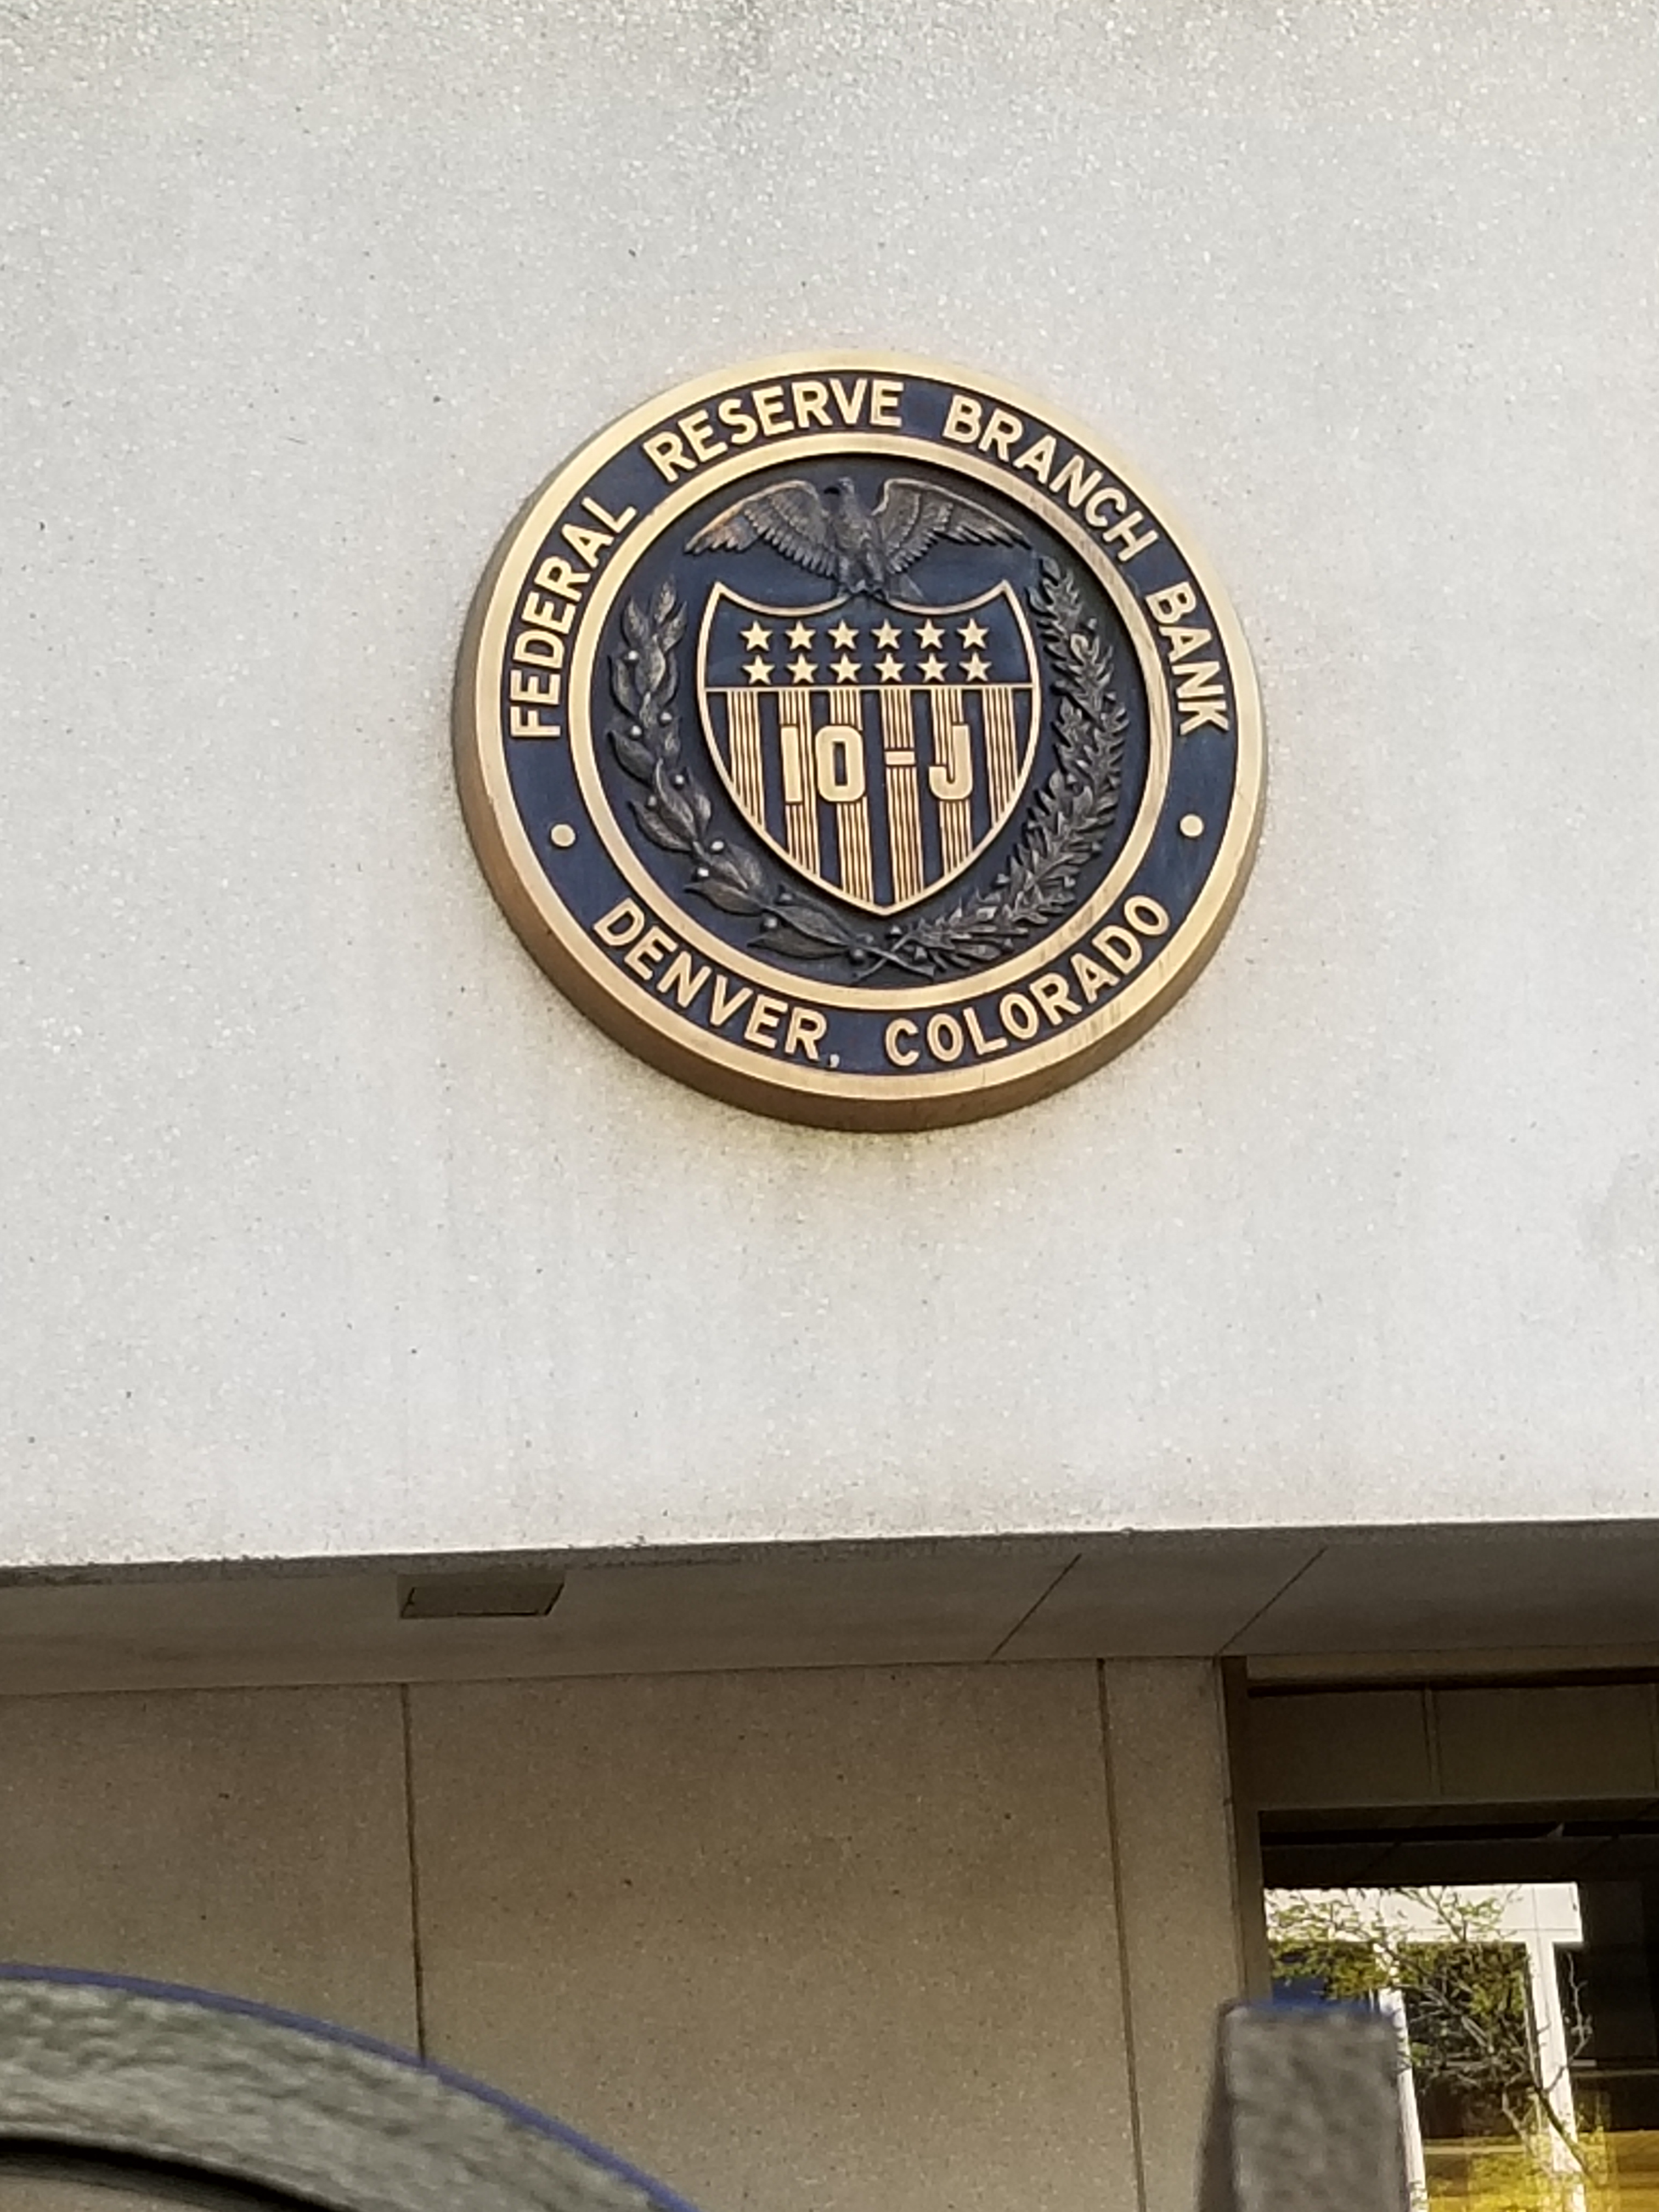 FEDERAL RESERVE BRANCH BANK
10-J
DENVER, COLORADO